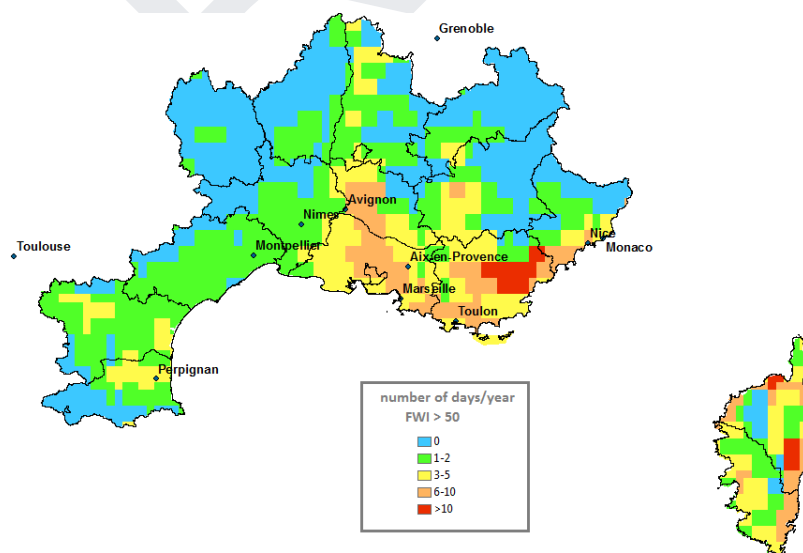 Grenoble
Avignon
Nimes
Nice
Monaco
Toulouse
Montpellier
Aix-en-Provence
Marseille
Toulon
Perpignan
number of days/year
FWI > 50
0
1-2
3-5
6-10
>10